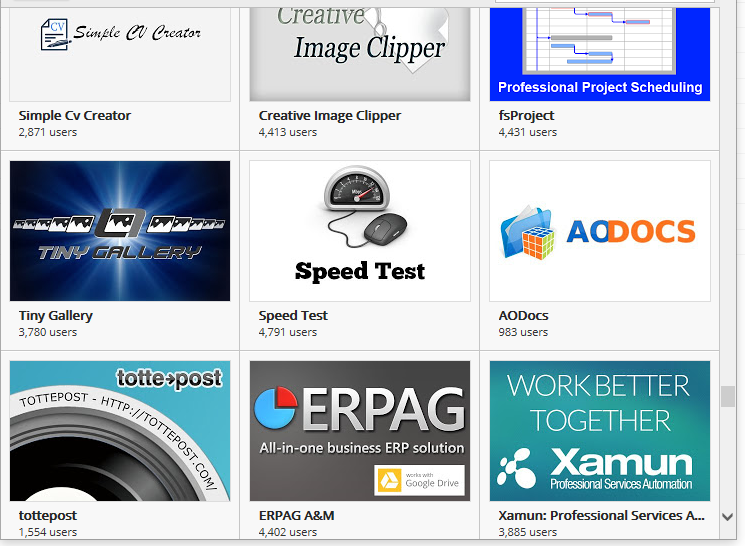 CV
Simple CV Creator
Creative
Image Clipper
Professional Project Scheduling
Simple Cv Creator
2,871 users
Creative Image Clipper
4,413 users
fsProject
4,431 users
TINY GALLERY
Speed Test
AODOCS
Tiny Gallery
3,780 users
Speed Test
4,791 users
AODocs
983 users
totte→post
TOTTEPOST - HTTP://TOTTEPOST.COM/
ERPAG
All-in-one business ERP solution
works with
Google Drive
WORK BETTER
TOGETHER
Xamun
Professional Services Automation
tottepost
1,554 users
ERPAG A&M
4,402 users
Xamun: Professional Services A...
3,885 users